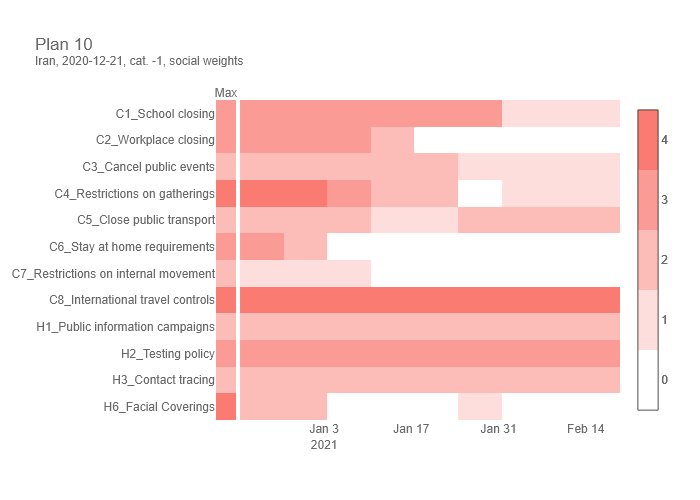 Plan 10
Iran, 2020-12-21, cat. -1, social weights
Max
C1_School closing
C2_Workplace closing
C3_Cancel public events
C4_Restrictions on gatherings
C5_Close public transport
C6_Stay at home requirements
C7_Restrictions on internal movement
C8_International travel controls
H1_Public information campaigns
H2_Testing policy
H3_Contact tracing
H6_Facial Coverings
Jan 3
2021
Jan 17
Jan 31
Feb 14
4
3
2
1
0